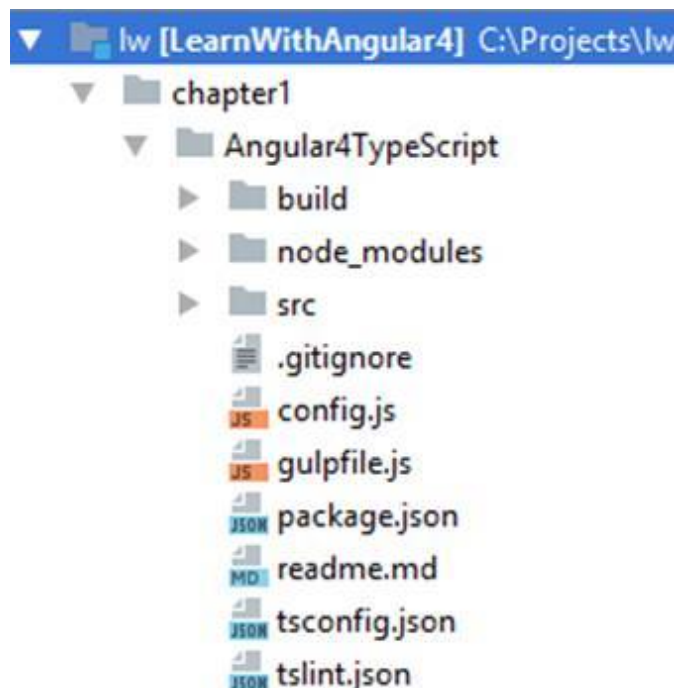 lw [LearnWithAngular4] C:\Projects\lw
chapter1
Angular4TypeScript
build
node_modules
src
.gitignore
JS config.js
JS gulpfile.js
JSON package.json
MD readme.md
JSON tsconfig.json
JSON tslint.json